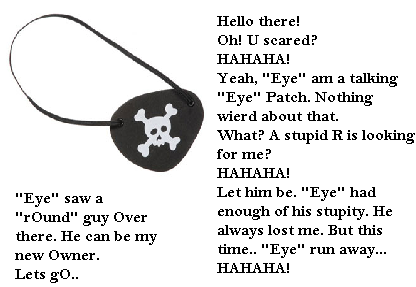 Hello there!
Oh! U scared?
HAHAHA!
Yeah, "Eye" am a talking
"Eye" Patch. Nothing
wierd about that.
What? A stupid R is looking
for me?
HAHAHA!
Let him be. "Eye" had
enough of his stupity. He
always lost me. But this
time.. "Eye" run away...
HAHAHA!
"Eye" saw a
"rOund" guy Over
there. He can be my
new Owner.
Lets gO..